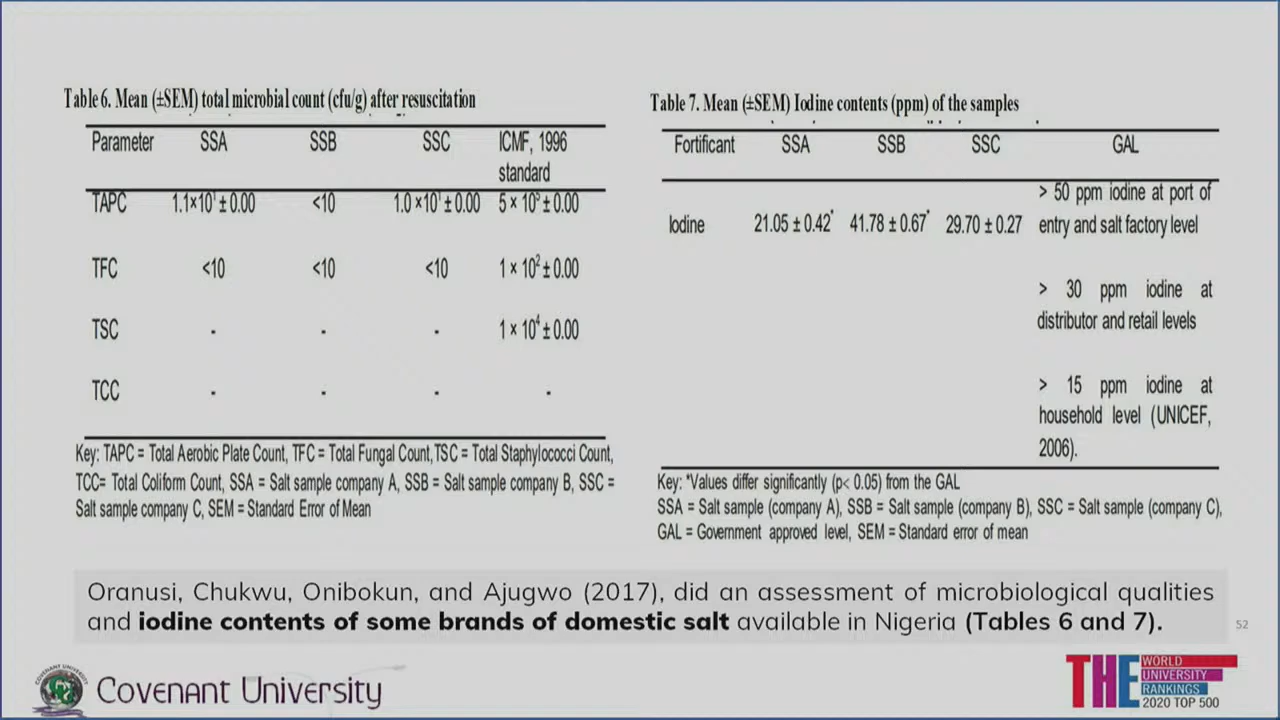 Table 6. Mean (±SEM) total microbial count (cfu/g) after resuscitation
Parameter SSA SSB SSC ICMF, 1996
standard
TAPC 1.1×10¹ ± 0.00 <10 1.0 ×10¹ ± 0.00 5 × 10⁵ ± 0.00
TFC <10 <10 <10 1 × 10² ± 0.00
TSC - - - 1 × 10⁴ ± 0.00
TCC - - - -
Key: TAPC = Total Aerobic Plate Count, TFC = Total Fungal Count, TSC = Total Staphylococci Count,
TCC= Total Coliform Count, SSA = Salt sample company A, SSB = Salt sample company B, SSC =
Salt sample company C, SEM = Standard Error of Mean
Table 7. Mean (±SEM) Iodine contents (ppm) of the samples
Fortificant SSA SSB SSC GAL
> 50 ppm iodine at port of
Iodine 21.05 ± 0.42* 41.78 ± 0.67* 29.70 ± 0.27 entry and salt factory level
> 30 ppm iodine at
distributor and retail levels
> 15 ppm iodine at
household level (UNICEF,
2006).
Key: *Values differ significantly (p< 0.05) from the GAL
SSA = Salt sample (company A), SSB = Salt sample (company B), SSC = Salt sample (company C),
GAL = Government approved level, SEM = Standard error of mean
Oranusi, Chukwu, Onibokun, and Ajugwo (2017), did an assessment of microbiological qualities
and iodine contents of some brands of domestic salt available in Nigeria (Tables 6 and 7).
52
COVENANT UNIVERSITY
Covenant University
THE WORLD
UNIVERSITY
RANKINGS
2020 TOP 500